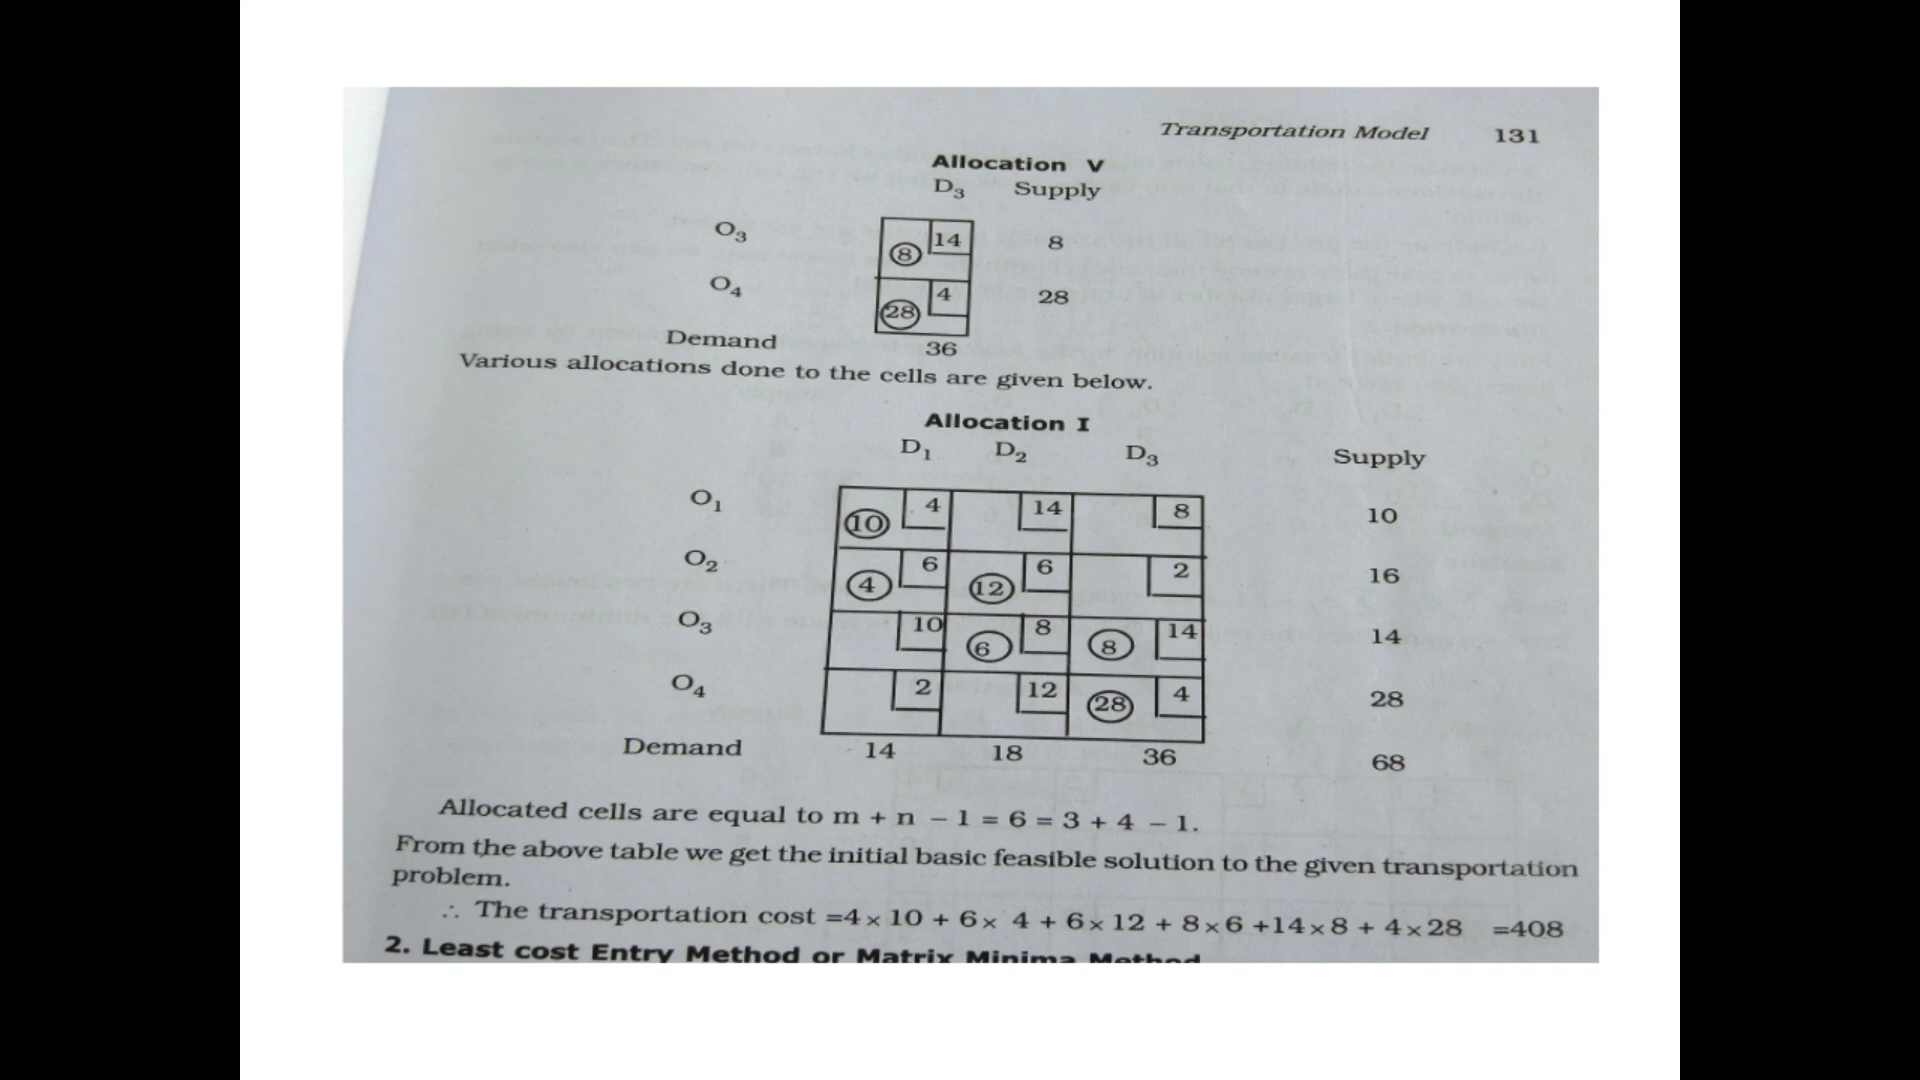 Transportation Model 131
Allocation V
D3 Supply
O3 8 14 8
O4 28 4 28
Demand 36
Various allocations done to the cells are given below.
Allocation I
D1 D2 D3 Supply
O1 10 4 14 8 10
O2 4 6 12 6 2 16
O3 10 6 8 8 14 14
O4 2 12 28 4 28
Demand 14 18 36 68
Allocated cells are equal to m + n – 1 = 6 = 3 + 4 – 1.
From the above table we get the initial basic feasible solution to the given transportation
problem.
∴ The transportation cost =4×10 + 6× 4 + 6×12 + 8×6 +14×8 + 4×28 =408
2. Least cost Entry Method or Matrix Minima Method